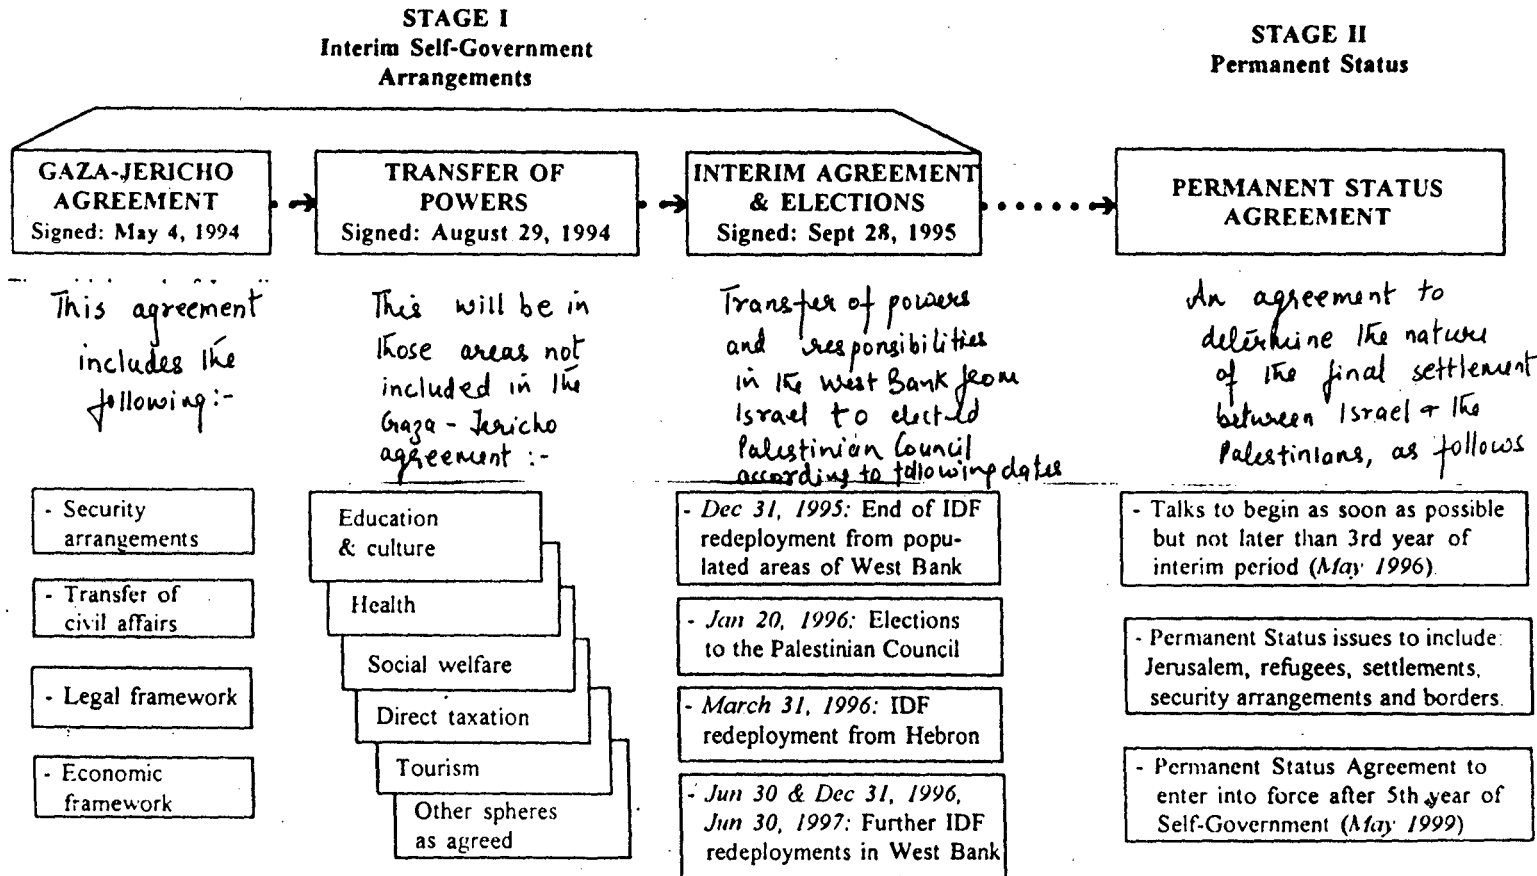 STAGE I
Interim Self-Government
Arrangements
STAGE II
Permanent Status
GAZA-JERICHO
AGREEMENT
Signed: May 4, 1994
TRANSFER OF
POWERS
Signed: August 29, 1994
INTERIM AGREEMENT
& ELECTIONS
Signed: Sept 28, 1995
PERMANENT STATUS
AGREEMENT
This agreement
includes the
following:-
This will be in
those areas not
included in the
Gaza - Jericho
agreement :-
Transfer of powers
and responsibilities
in the West Bank from
Israel to elected
Palestinian Council
according to following dates
An agreement to
determine the nature
of the final settlement
between Israel & the
Palestinians, as follows
- Security
arrangements
- Transfer of
civil affairs
- Legal framework
- Economic
framework
Education
& culture
Health
Social welfare
Direct taxation
Tourism
Other spheres
as agreed
- Dec 31, 1995: End of IDF
redeployment from popu-
lated areas of West Bank
- Jan 20, 1996: Elections
to the Palestinian Council
- March 31, 1996: IDF
redeployment from Hebron
- Jun 30 & Dec 31, 1996,
Jun 30, 1997: Further IDF
redeployments in West Bank
- Talks to begin as soon as possible
but not later than 3rd year of
interim period (May 1996).
- Permanent Status issues to include:
Jerusalem, refugees, settlements,
security arrangements and borders.
- Permanent Status Agreement to
enter into force after 5th year of
Self-Government (May 1999)